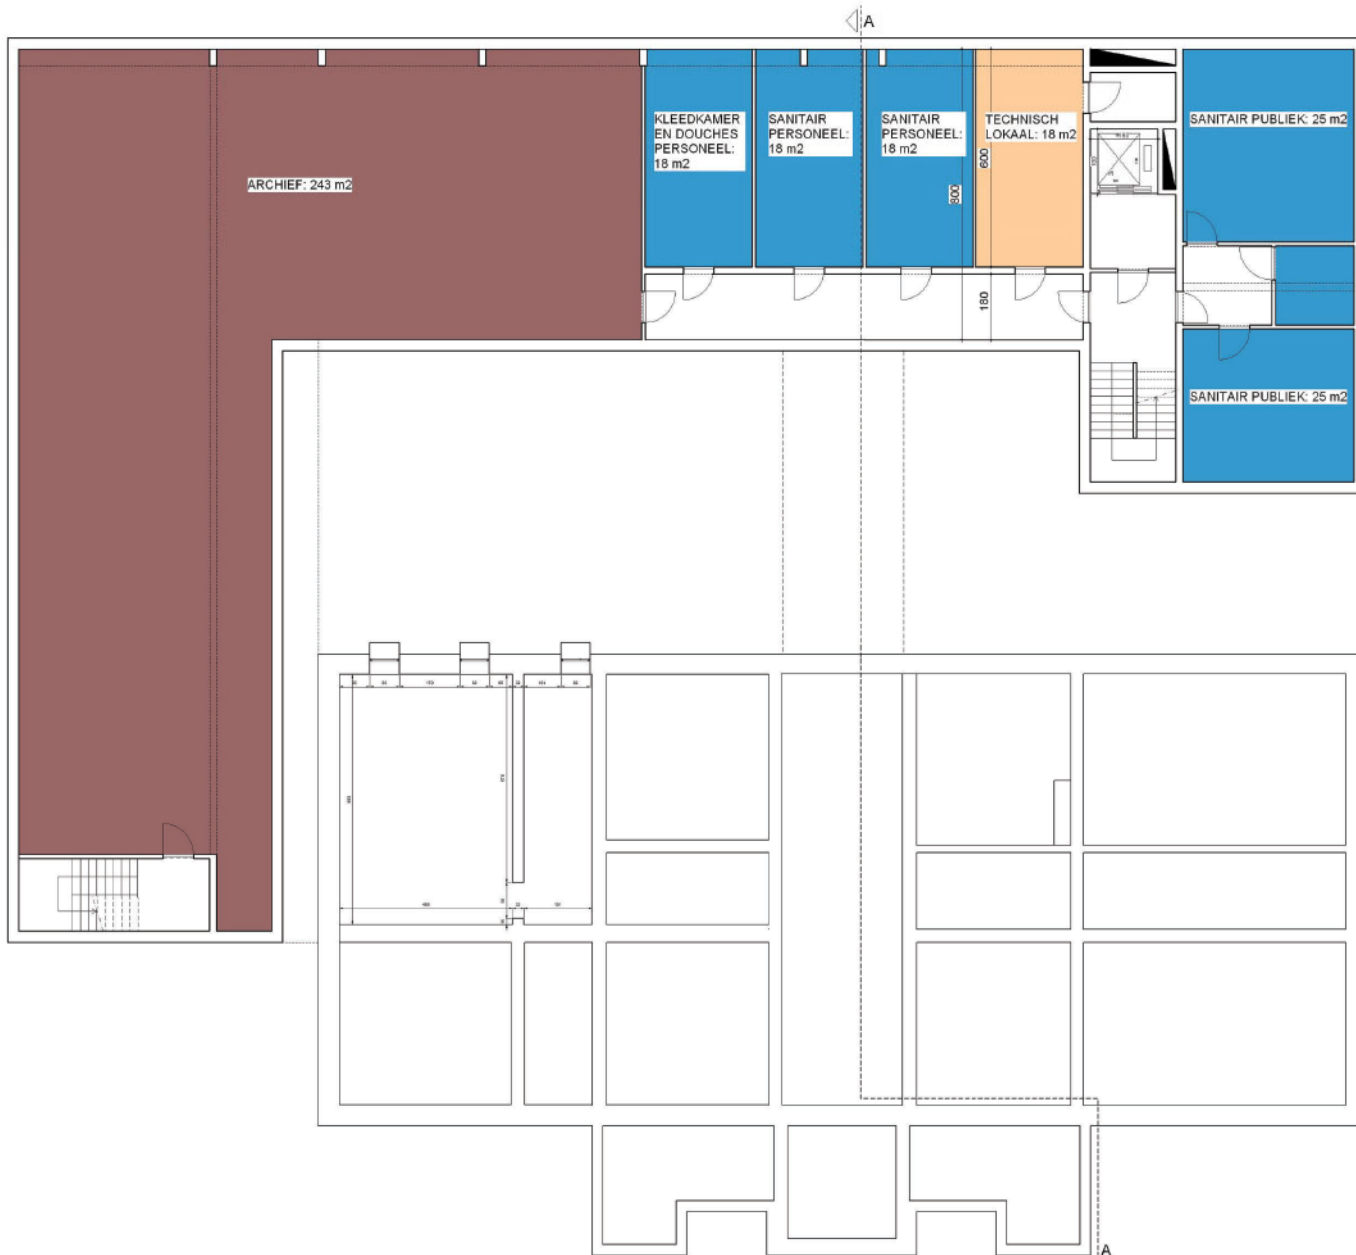 A
KLEEDKAMER
EN DOUCHES
PERSONEEL:
18 m2
SANITAIR
PERSONEEL:
18 m2
SANITAIR
PERSONEEL:
18 m2
TECHNISCH
LOKAAL: 18 m2
SANITAIR PUBLIEK: 25 m2
600
800
ARCHIEF: 243 m2
180
SANITAIR PUBLIEK: 25 m2
A